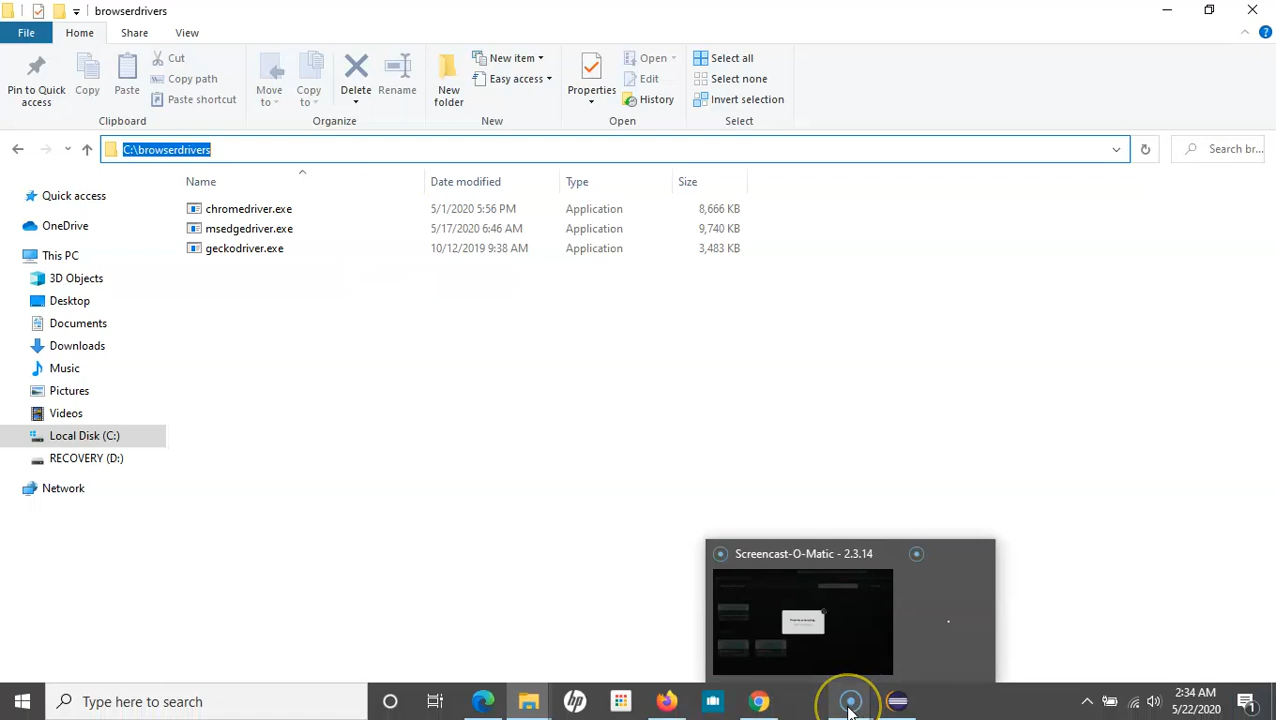 browserdrivers
File Home Share View
Pin to Quick access
Copy
Paste
Cut
Copy path
Paste shortcut
Clipboard
Move to
Copy to
Delete
Rename
Organize
New folder
New item
Easy access
New
Properties
Open
Edit
History
Open
Select all
Select none
Invert selection
Select
C:\browserdrivers
Search br...
Name Date modified Type Size
chromedriver.exe 5/1/2020 5:56 PM Application 8,666 KB
msedgedriver.exe 5/17/2020 6:46 AM Application 9,740 KB
geckodriver.exe 10/12/2019 9:38 AM Application 3,483 KB
Quick access
OneDrive
This PC
3D Objects
Desktop
Documents
Downloads
Music
Pictures
Videos
Local Disk (C:)
RECOVERY (D:)
Network
Screencast-O-Matic - 2.3.14
Type here to search
hp
2:34 AM
5/22/2020
1